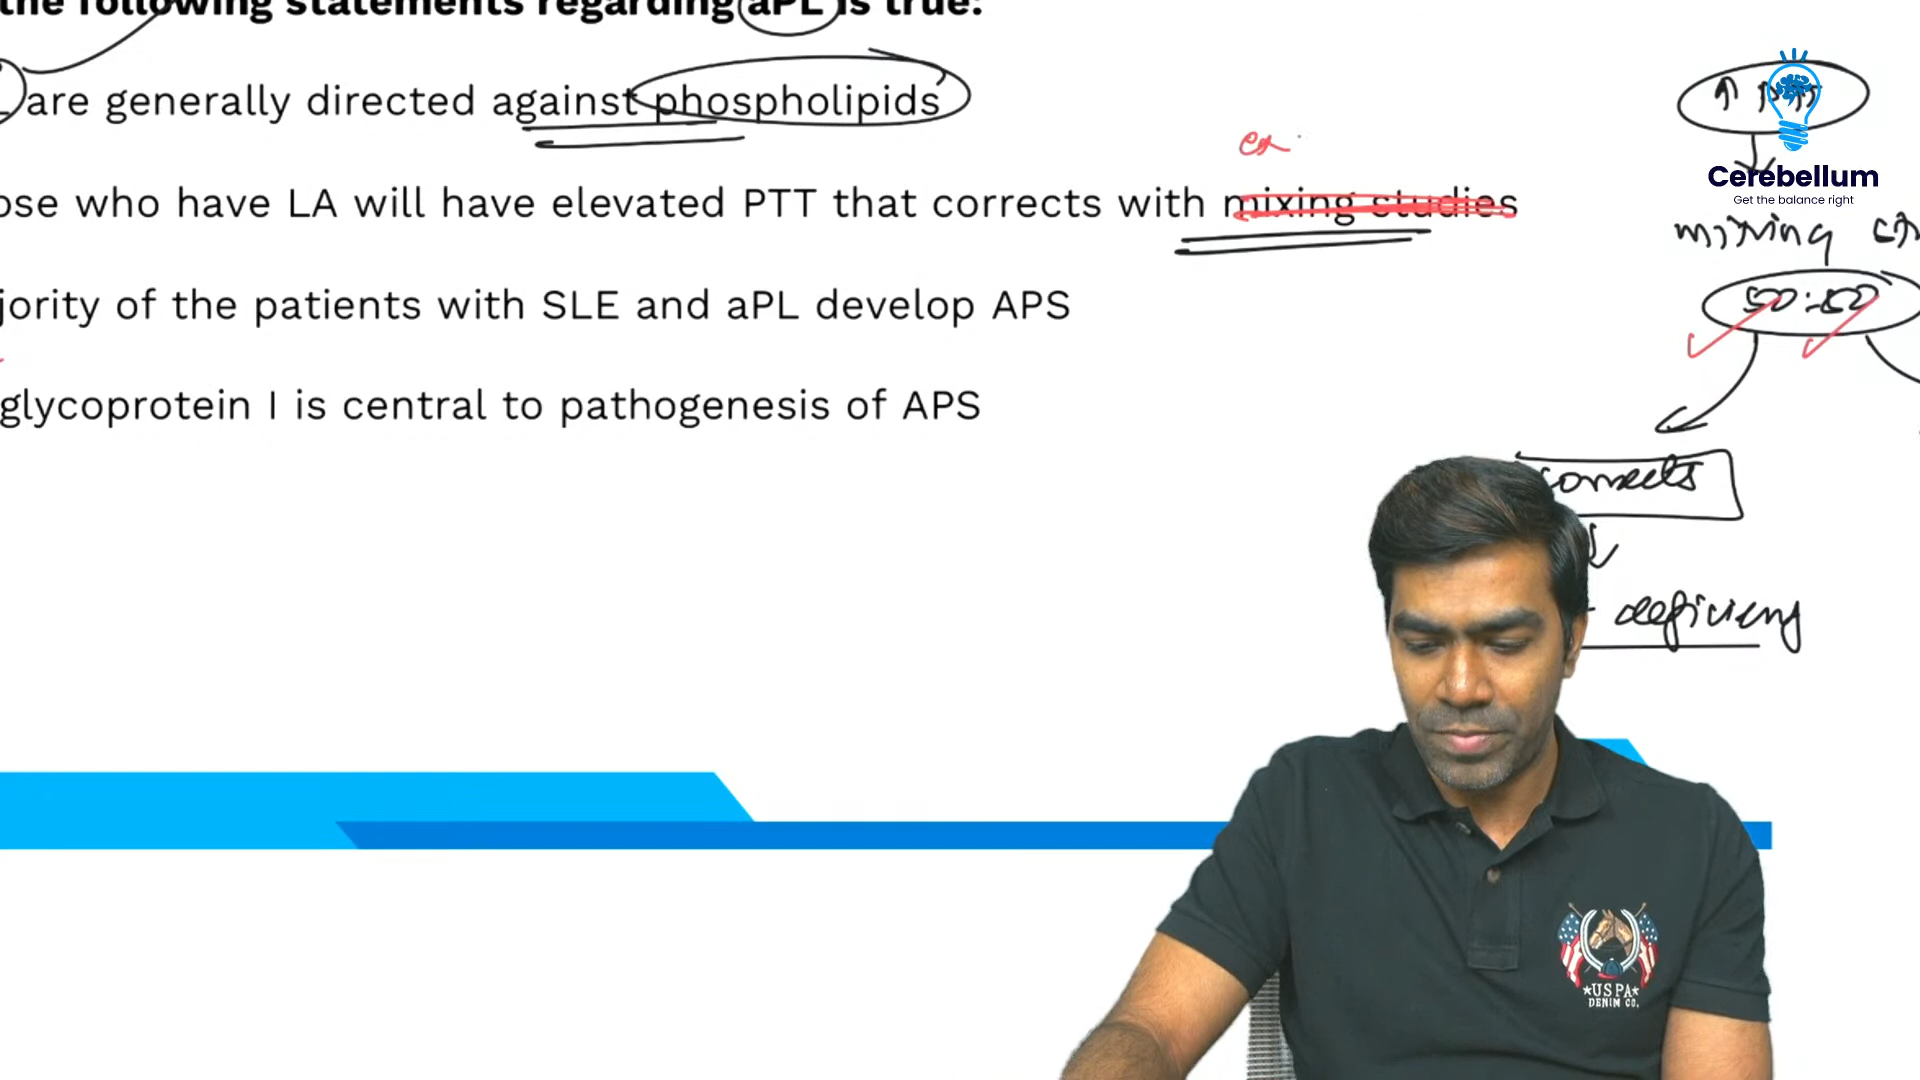 the following statements regarding aPL is true:
are generally directed against phospholipids
ex
ose who have LA will have elevated PTT that corrects with mixing studies
jority of the patients with SLE and aPL develop APS
glycoprotein I is central to pathogenesis of APS
↑ PTT
Cerebellum
Get the balance right
mixing
50:50
corrects
deficiency
★USPA★
DENIM CO.